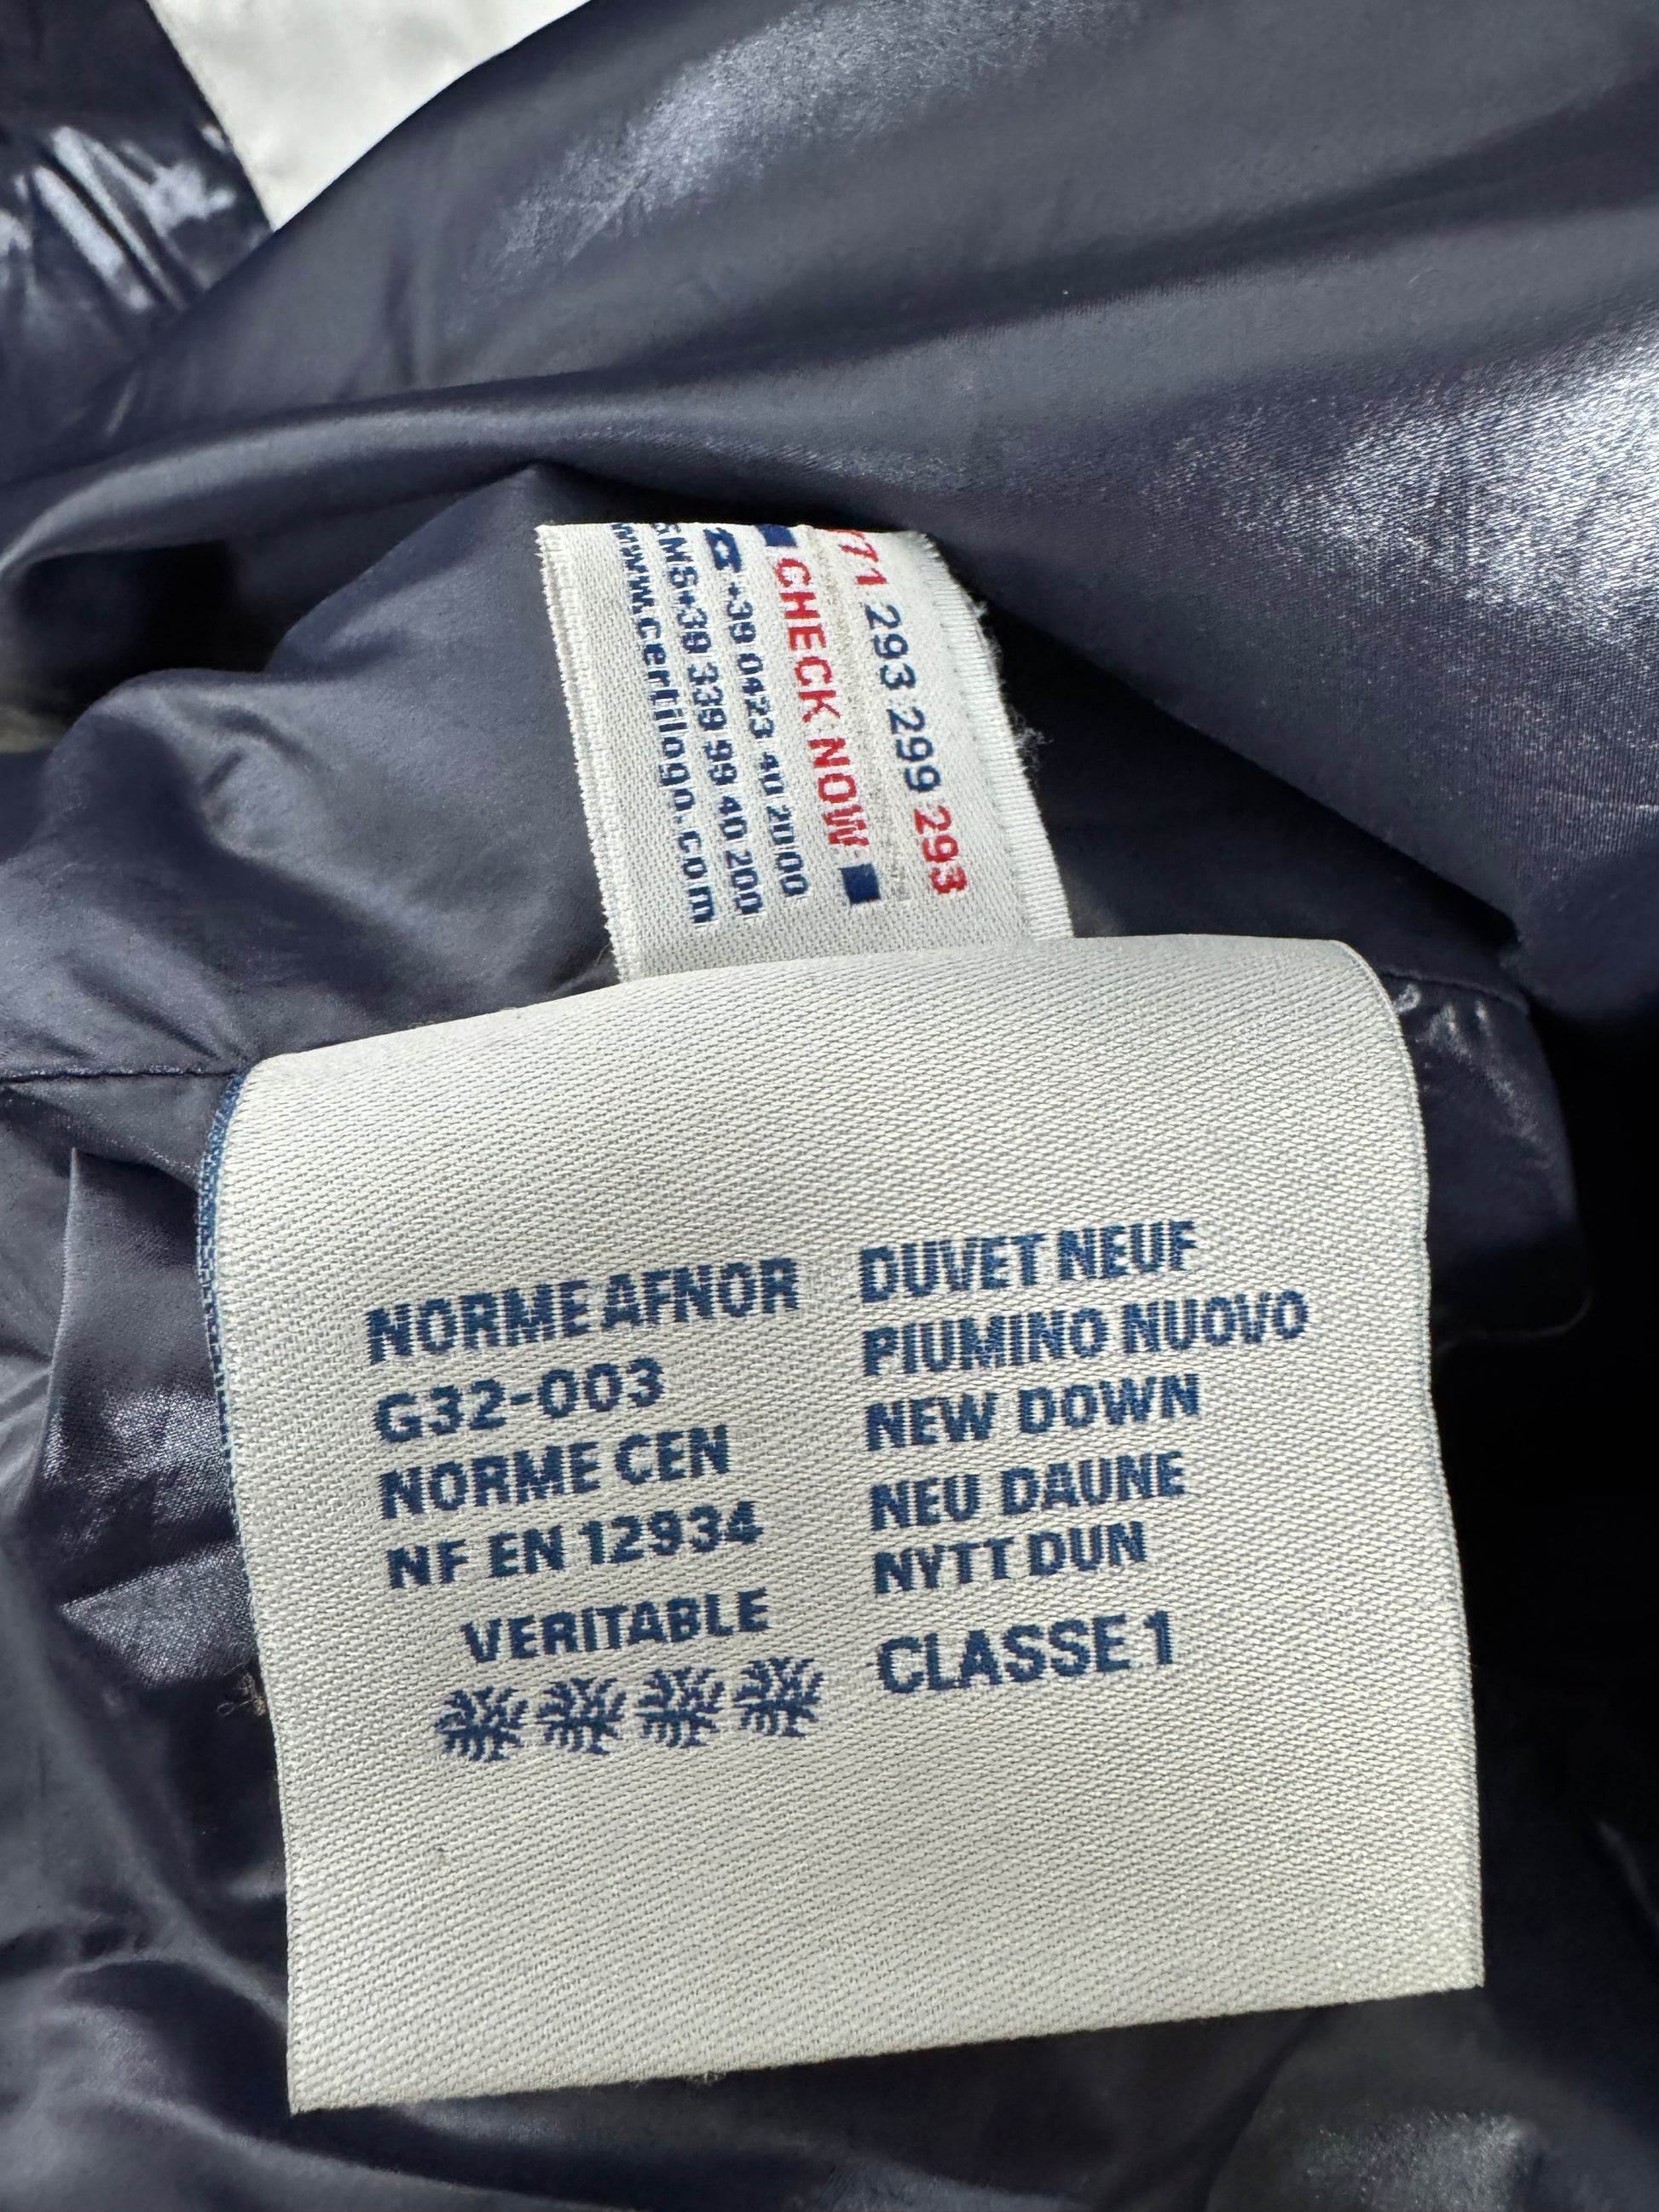 771 293 299 293
CHECK NOW
+39 0423 40 2000
SMS+39 339 99 40 200
www.certilogo.com
NORME AFNOR
G32-003
NORME CEN
NF EN 12934
VERITABLE
DUVET NEUF
PIUMINO NUOVO
NEW DOWN
NEU DAUNE
NYTT DUN
CLASSE 1